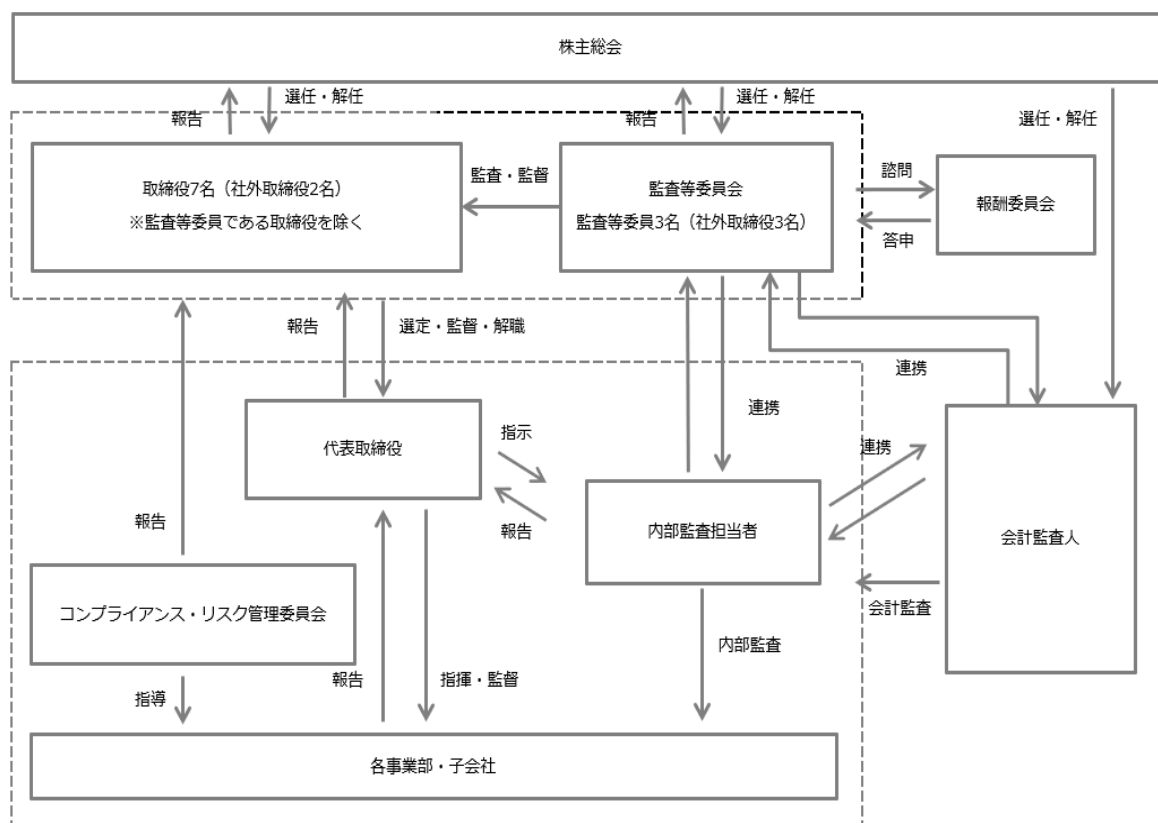 株主総会
報告
選任・解任
報告
選任・解任
選任・解任
取締役7名（社外取締役2名）
※監査等委員である取締役を除く
監査・監督
監査等委員会
監査等委員3名（社外取締役3名）
諮問
答申
報酬委員会
報告
選定・監督・解職
連携
連携
代表取締役
指示
報告
連携
報告
内部監査担当者
会計監査人
会計監査
コンプライアンス・リスク管理委員会
内部監査
指導
報告
指揮・監督
各事業部・子会社